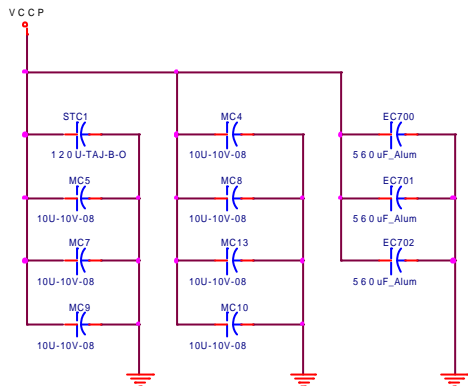 VCCP
STC1
120U-TAJ-B-O
MC5
10U-10V-08
MC7
10U-10V-08
MC9
10U-10V-08
MC4
10U-10V-08
MC8
10U-10V-08
MC13
10U-10V-08
MC10
10U-10V-08
EC700
560uF_Alum
EC701
560uF_Alum
EC702
560uF_Alum